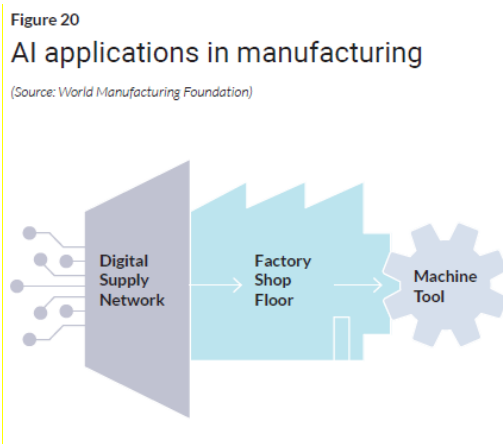 Figure 20
AI applications in manufacturing
(Source: World Manufacturing Foundation)
Digital
Supply
Network
Factory
Shop
Floor
Machine
Tool